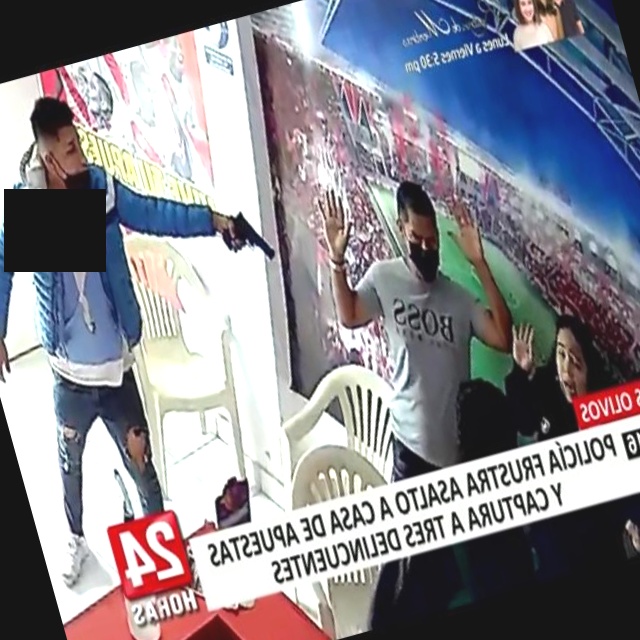 Lunes a Viernes 5:30 pm
BOSS
S OLIVOS
POLICÍA FRUSTRA ASALTO A CASA DE APUESTAS
Y CAPTURA A TRES DELINCUENTES
24
HORAS